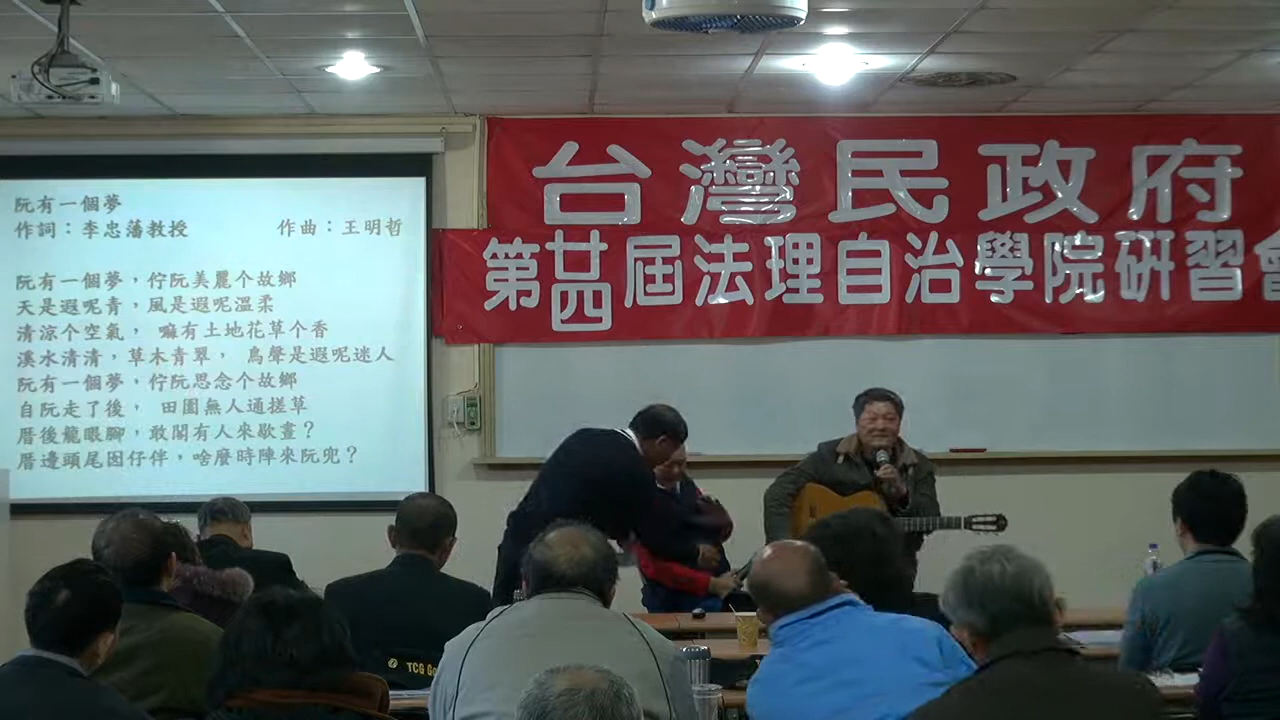 阮有一個夢
作詞：李忠藩教授 作曲：王明哲
阮有一個夢，佇阮美麗个故鄉
天是遐呢青，風是遐呢溫柔
清涼个空氣， 嘛有土地花草个香
溪水清清，草木青翠， 鳥聲是遐呢迷人
阮有一個夢，佇阮思念个故鄉
自阮走了後， 田園無人通搓草
厝後龍眼腳，敢閣有人來歇晝？
厝邊頭尾囡仔伴，啥麼時陣來阮兜？
台灣民政府
第廿四屆法理自治學院研習會
TCG